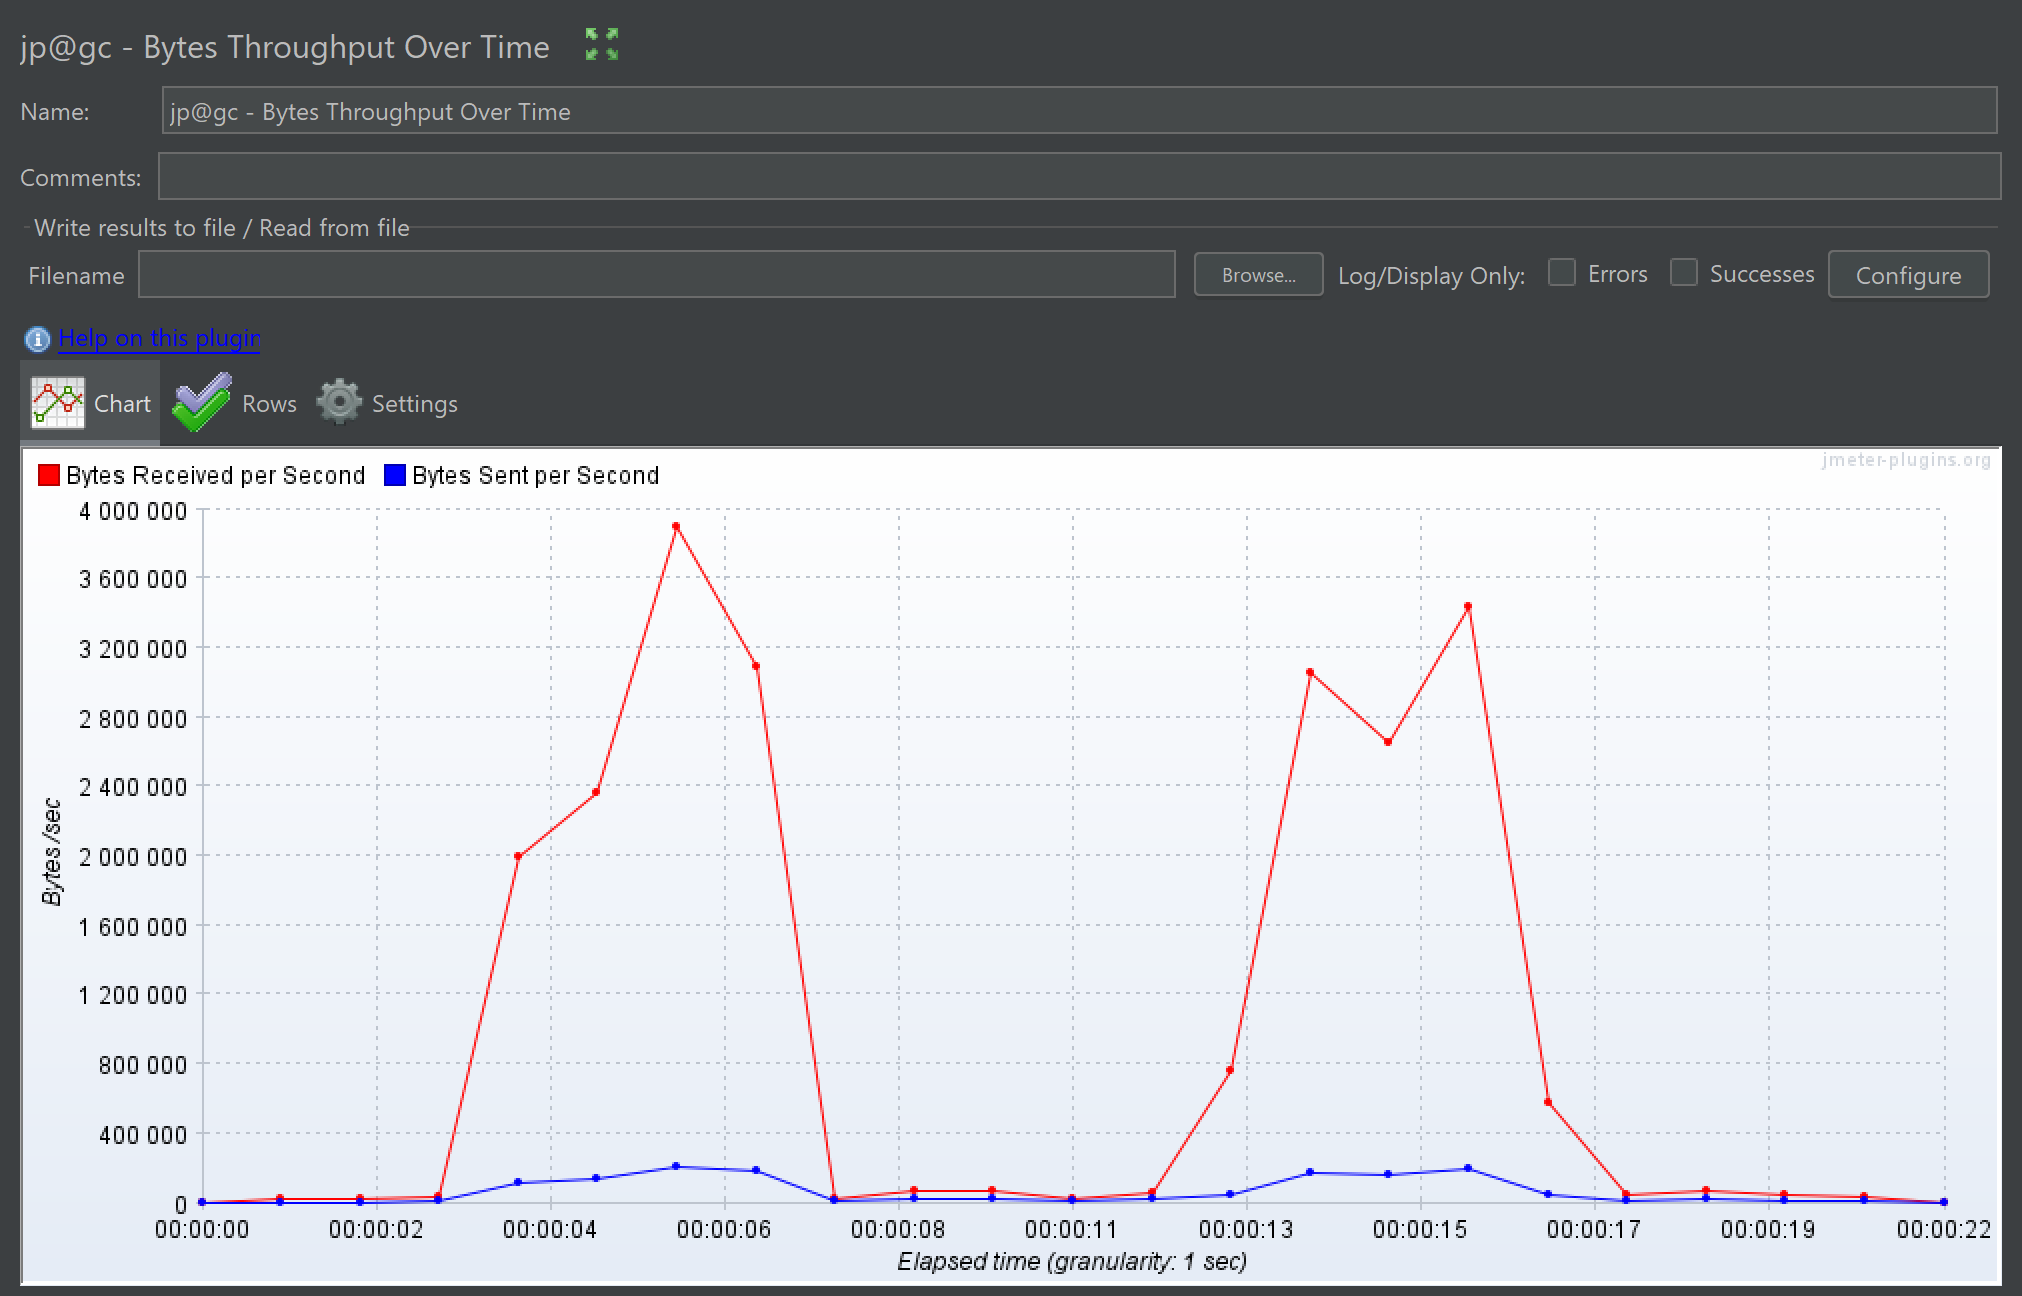 jp@gc - Bytes Throughput Over Time
Name: jp@gc - Bytes Throughput Over Time
Comments:
Write results to file / Read from file
Filename Browse... Log/Display Only: Errors Successes Configure
Help on this plugin
Chart Rows Settings
Bytes Received per Second Bytes Sent per Second
jmeter-plugins.org
4 000 000
3 600 000
3 200 000
2 800 000
2 400 000
2 000 000
1 600 000
1 200 000
800 000
400 000
0
Bytes /sec
00:00:00 00:00:02 00:00:04 00:00:06 00:00:08 00:00:11 00:00:13 00:00:15 00:00:17 00:00:19 00:00:22
Elapsed time (granularity: 1 sec)